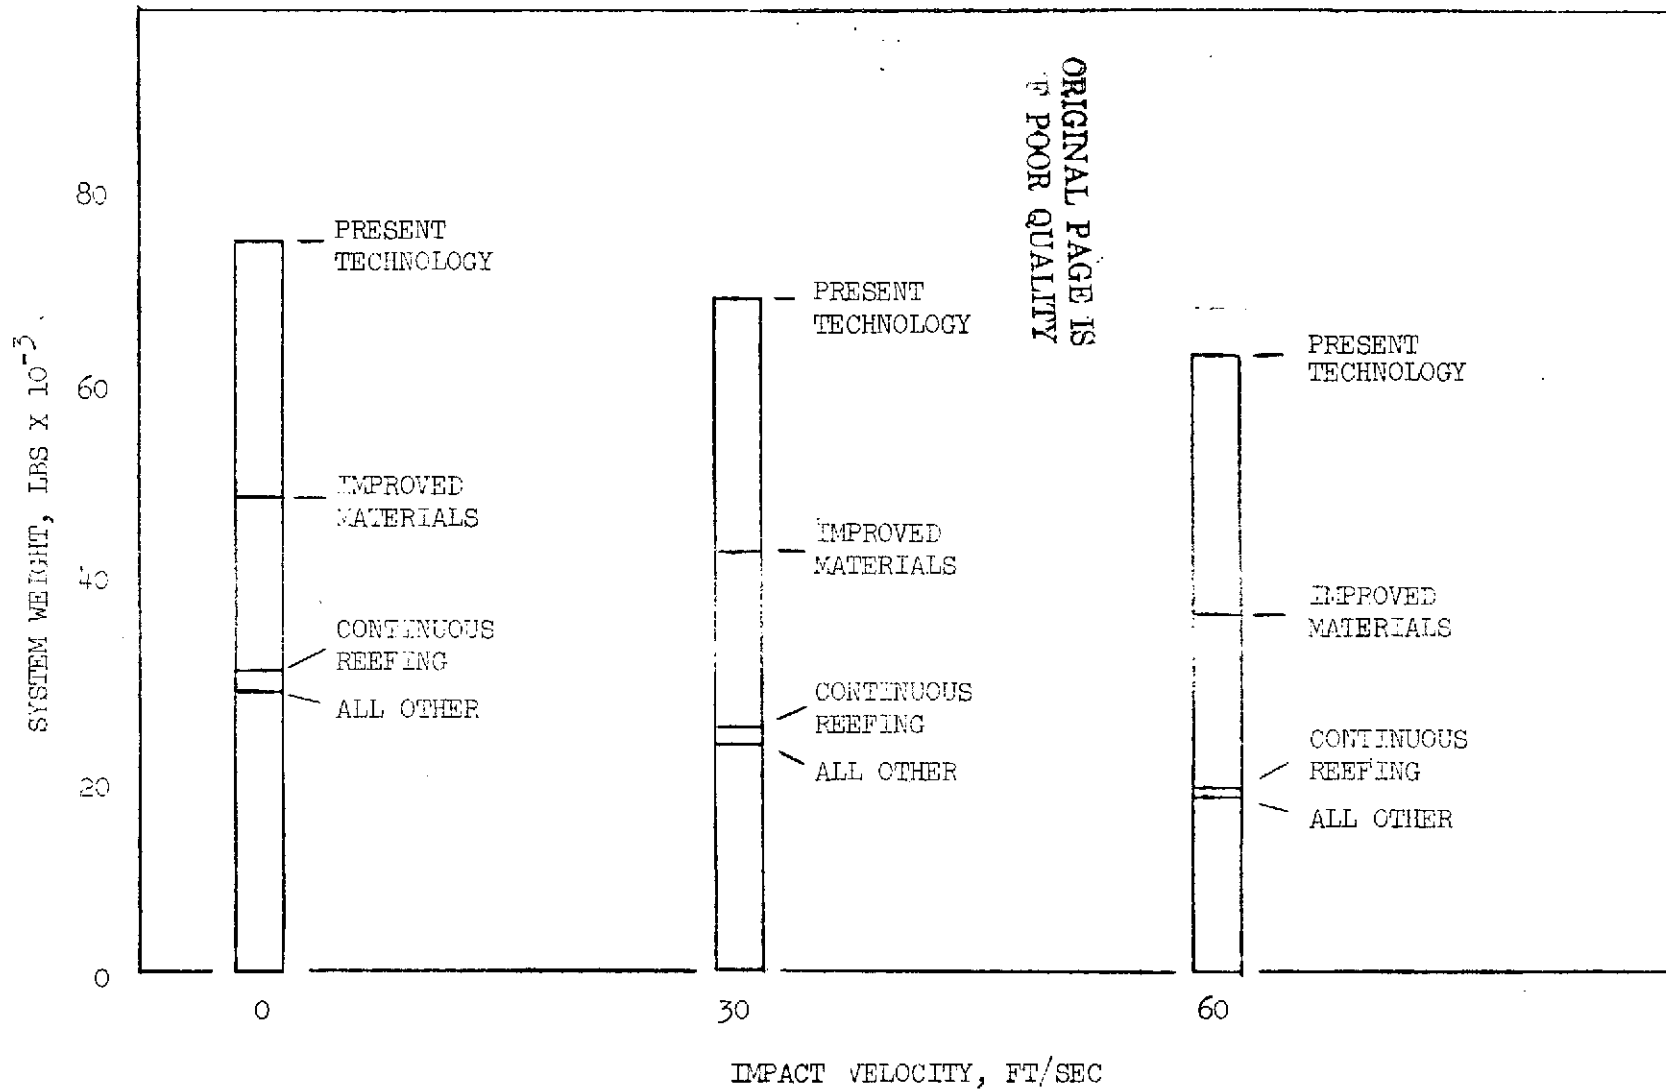 ORIGINAL PAGE IS
POOR QUALITY
80
60
40
20
0
SYSTEM WEIGHT, LBS X 10-3
PRESENT
TECHNOLOGY
IMPROVED
MATERIALS
CONTINUOUS
REEFING
ALL OTHER
PRESENT
TECHNOLOGY
IMPROVED
MATERIALS
CONTINUOUS
REEFING
ALL OTHER
PRESENT
TECHNOLOGY
IMPROVED
MATERIALS
CONTINUOUS
REEFING
ALL OTHER
0
30
60
IMPACT VELOCITY, FT/SEC